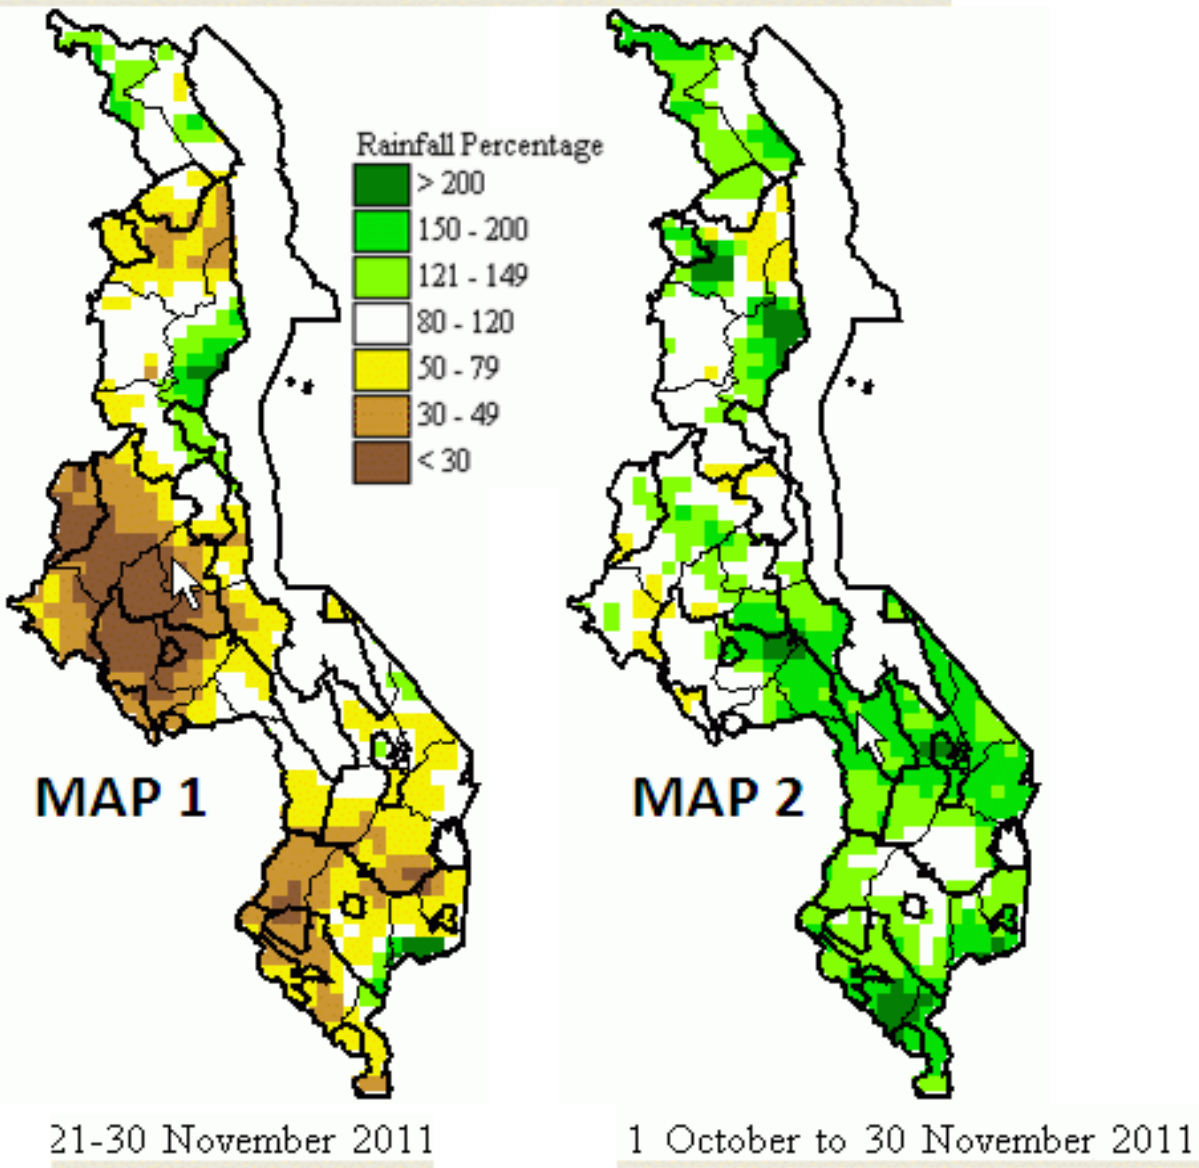 Rainfall Percentage
> 200
150 - 200
121 - 149
80 - 120
50 - 79
30 - 49
< 30
MAP 1
MAP 2
21-30 November 2011
1 October to 30 November 2011